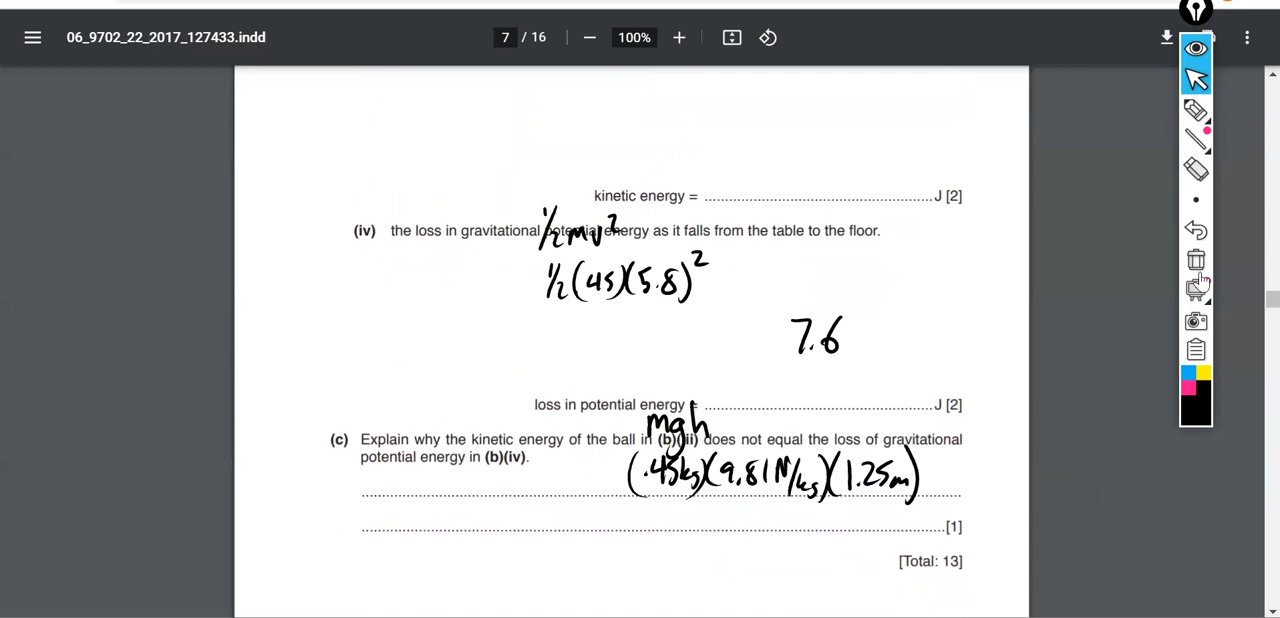 06_9702_22_2017_127433.indd
7 / 16
100%
kinetic energy = ............................................... J [2]
½mv²
(iv) the loss in gravitational potential energy as it falls from the table to the floor.
½(45)(5.8)²
7.6
loss in potential energy = ............................................... J [2]
mgh
(c) Explain why the kinetic energy of the ball in (b)(iii) does not equal the loss of gravitational
potential energy in (b)(iv).
(.45kg)(9.81N/kg)(1.25m)
[1]
[Total: 13]